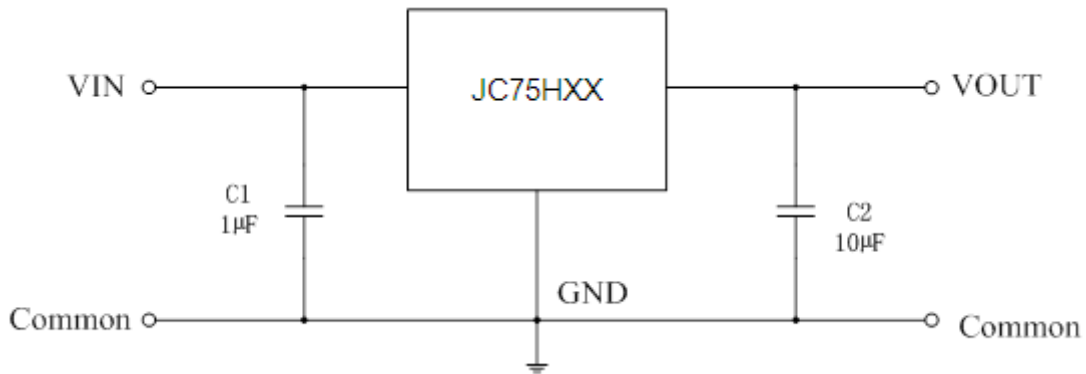 VIN
JC75HXX
VOUT
C1
1μF
C2
10μF
GND
Common
Common